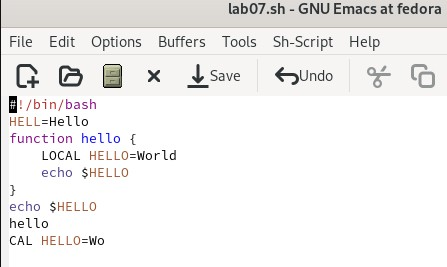 lab07.sh - GNU Emacs at fedora
File Edit Options Buffers Tools Sh-Script Help
Save Undo
#!/bin/bash
HELL=Hello
function hello {
    LOCAL HELLO=World
    echo $HELLO
}
echo $HELLO
hello
CAL HELLO=Wo